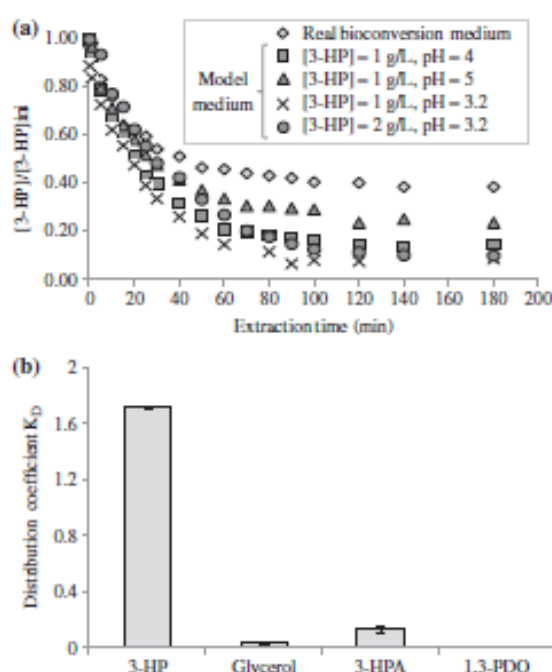 (a)
1.00
0.80
0.60
0.40
0.20
0.00
[3-HP]/[3-HP]ini
Real bioconversion medium
Model
medium
[3-HP] = 1 g/L, pH = 4
[3-HP] = 1 g/L, pH = 5
[3-HP] = 1 g/L, pH = 3.2
[3-HP] = 2 g/L, pH = 3.2
0 20 40 60 80 100 120 140 160 180 200
Extraction time (min)
(b)
2
1.6
1.2
0.8
0.4
0
Distribution coefficient KD
3-HP Glycerol 3-HPA 1,3-PDO